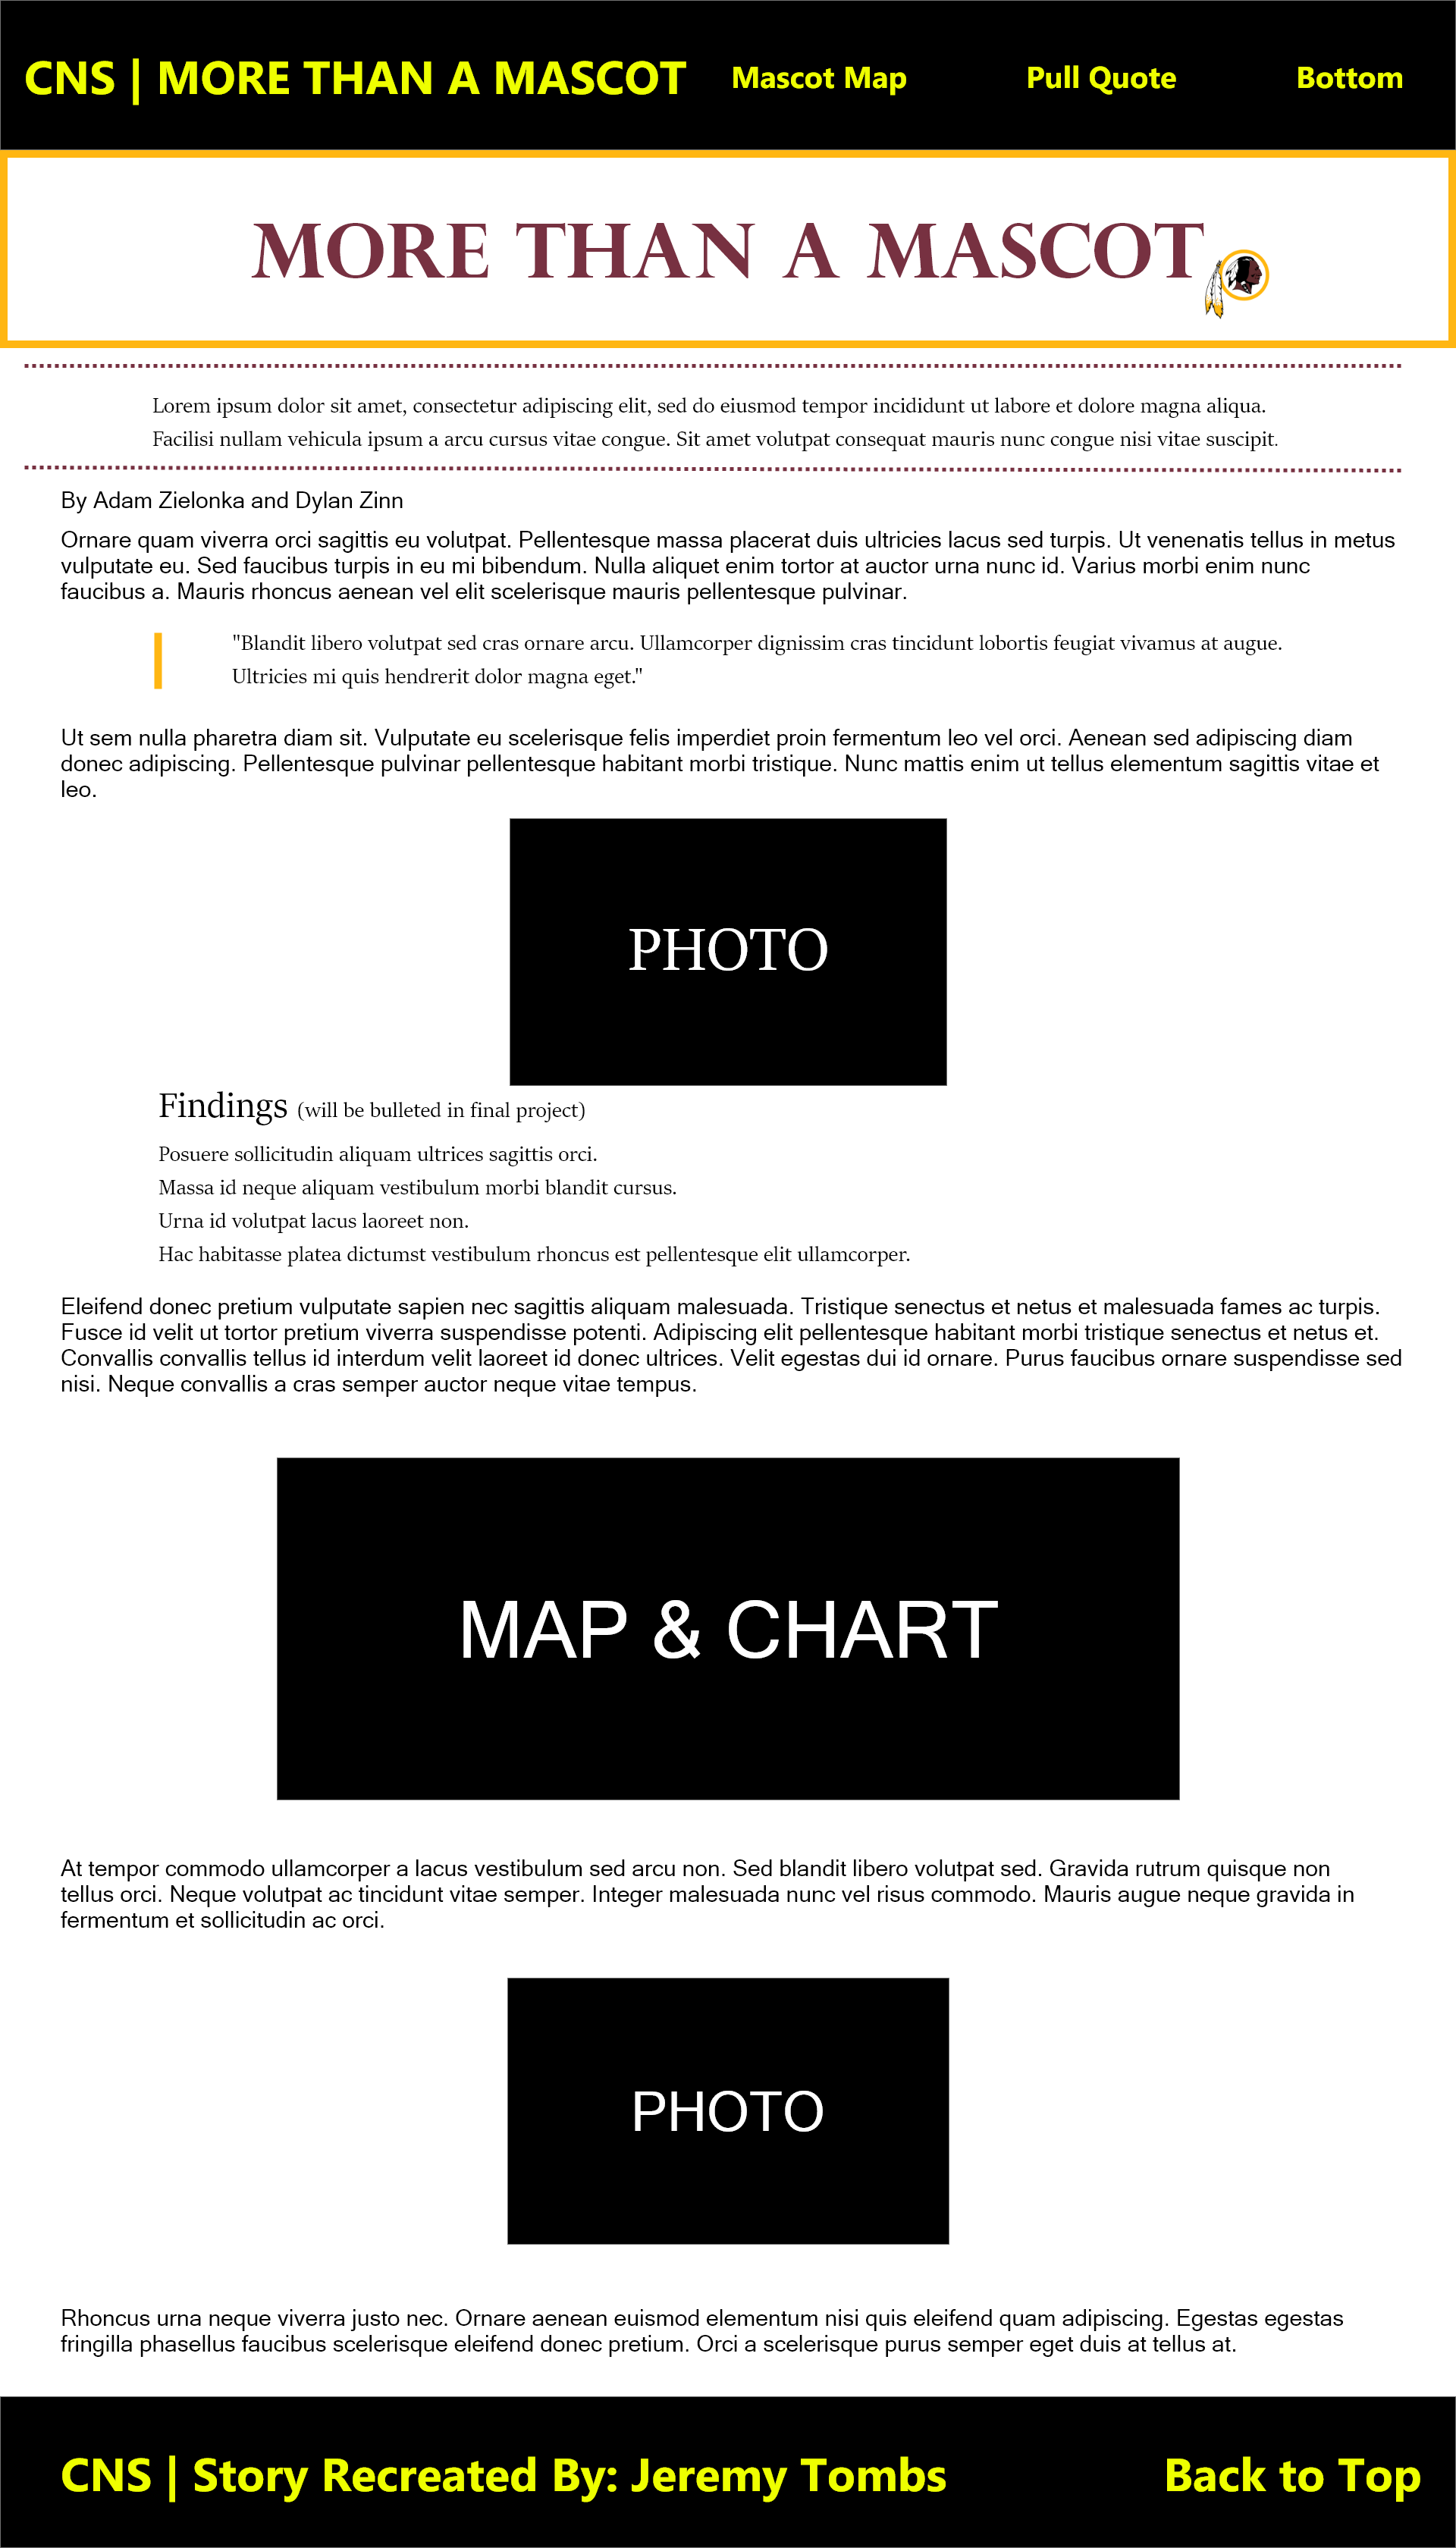 CNS | MORE THAN A MASCOT Mascot Map Pull Quote Bottom
MORE THAN A MASCOT
Lorem ipsum dolor sit amet, consectetur adipiscing elit, sed do eiusmod tempor incididunt ut labore et dolore magna aliqua.
Facilisi nullam vehicula ipsum a arcu cursus vitae congue. Sit amet volutpat consequat mauris nunc congue nisi vitae suscipit.
By Adam Zielonka and Dylan Zinn
Ornare quam viverra orci sagittis eu volutpat. Pellentesque massa placerat duis ultricies lacus sed turpis. Ut venenatis tellus in metus
vulputate eu. Sed faucibus turpis in eu mi bibendum. Nulla aliquet enim tortor at auctor urna nunc id. Varius morbi enim nunc
faucibus a. Mauris rhoncus aenean vel elit scelerisque mauris pellentesque pulvinar.
"Blandit libero volutpat sed cras ornare arcu. Ullamcorper dignissim cras tincidunt lobortis feugiat vivamus at augue.
Ultricies mi quis hendrerit dolor magna eget."
Ut sem nulla pharetra diam sit. Vulputate eu scelerisque felis imperdiet proin fermentum leo vel orci. Aenean sed adipiscing diam
donec adipiscing. Pellentesque pulvinar pellentesque habitant morbi tristique. Nunc mattis enim ut tellus elementum sagittis vitae et
leo.
PHOTO
Findings (will be bulleted in final project)
Posuere sollicitudin aliquam ultrices sagittis orci.
Massa id neque aliquam vestibulum morbi blandit cursus.
Urna id volutpat lacus laoreet non.
Hac habitasse platea dictumst vestibulum rhoncus est pellentesque elit ullamcorper.
Eleifend donec pretium vulputate sapien nec sagittis aliquam malesuada. Tristique senectus et netus et malesuada fames ac turpis.
Fusce id velit ut tortor pretium viverra suspendisse potenti. Adipiscing elit pellentesque habitant morbi tristique senectus et netus et.
Convallis convallis tellus id interdum velit laoreet id donec ultrices. Velit egestas dui id ornare. Purus faucibus ornare suspendisse sed
nisi. Neque convallis a cras semper auctor neque vitae tempus.
MAP & CHART
At tempor commodo ullamcorper a lacus vestibulum sed arcu non. Sed blandit libero volutpat sed. Gravida rutrum quisque non
tellus orci. Neque volutpat ac tincidunt vitae semper. Integer malesuada nunc vel risus commodo. Mauris augue neque gravida in
fermentum et sollicitudin ac orci.
PHOTO
Rhoncus urna neque viverra justo nec. Ornare aenean euismod elementum nisi quis eleifend quam adipiscing. Egestas egestas
fringilla phasellus faucibus scelerisque eleifend donec pretium. Orci a scelerisque purus semper eget duis at tellus at.
CNS | Story Recreated By: Jeremy Tombs Back to Top